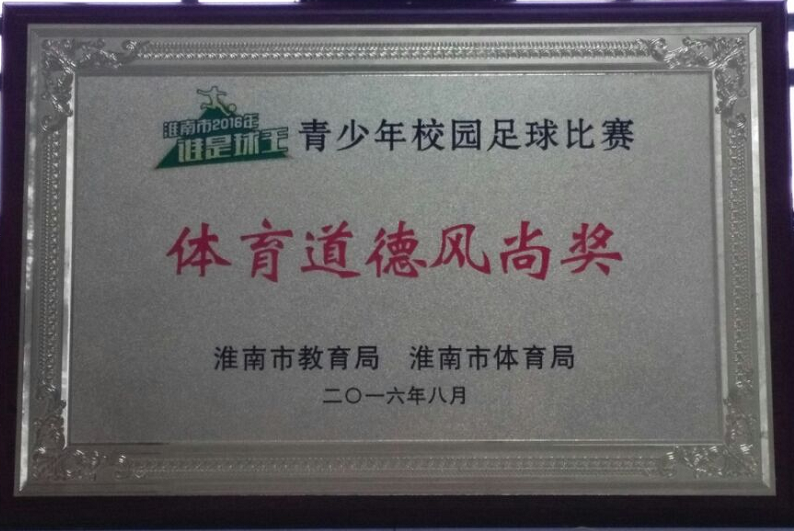 淮南市2016年
谁是球王 青少年校园足球比赛
体育道德风尚奖
淮南市教育局 淮南市体育局
二〇一六年八月